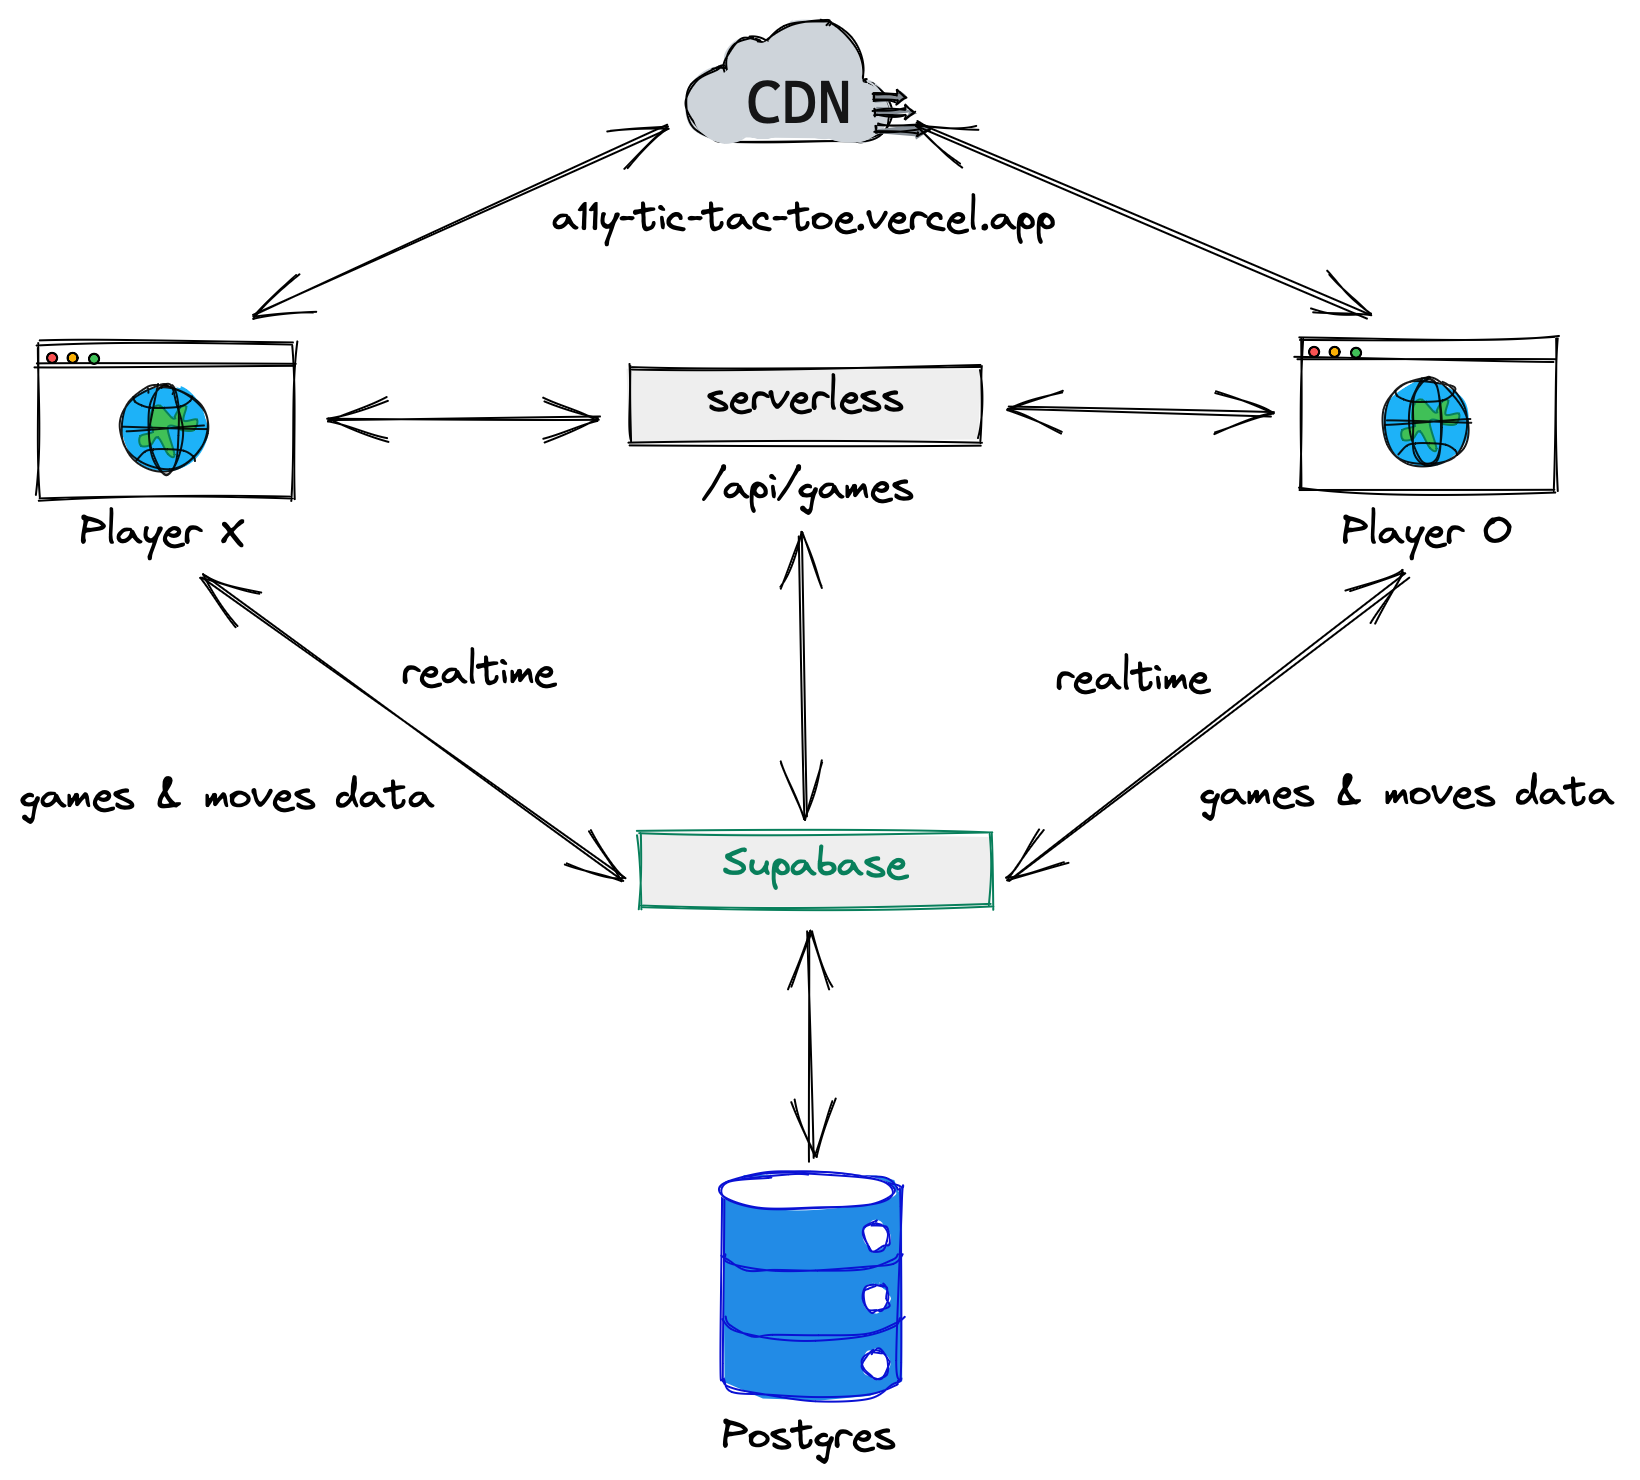 CDN
a11y-tic-tac-toe.vercel.app
serverless
/api/games
Player X
Player O
realtime
realtime
games & moves data
games & moves data
Supabase
Postgres